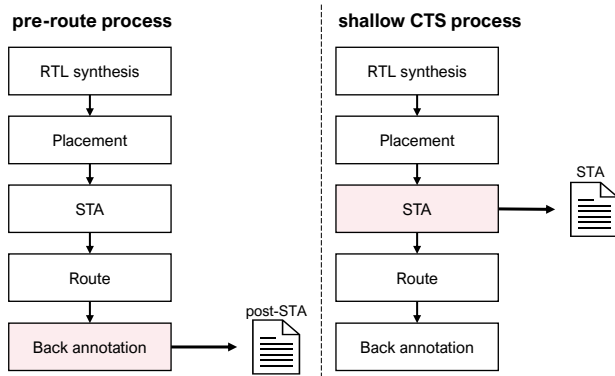 pre-route process
RTL synthesis
Placement
STA
Route
Back annotation
post-STA
shallow CTS process
RTL synthesis
Placement
STA
STA
Route
Back annotation